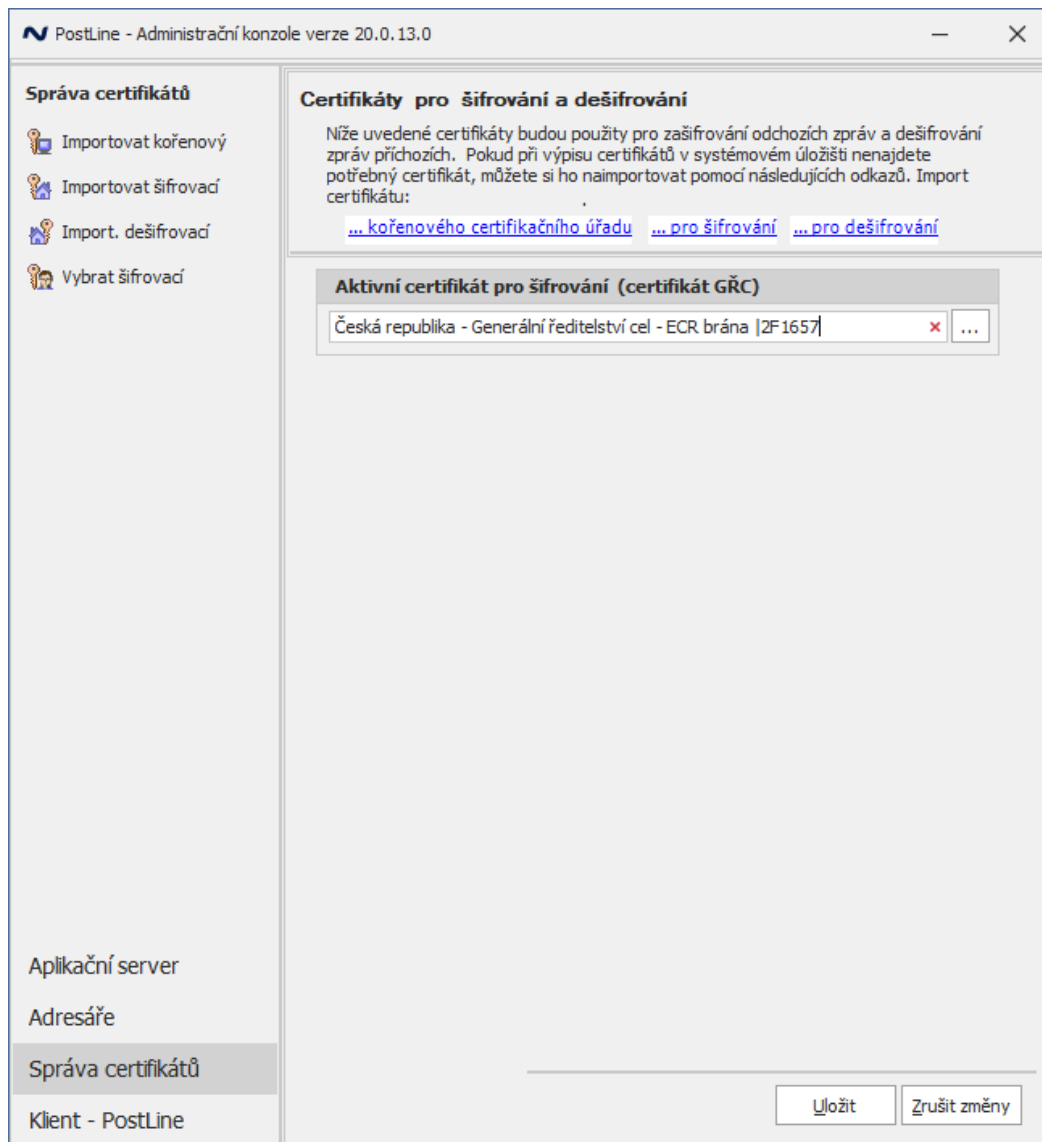 PostLine - Administrační konzole verze 20.0.13.0
Správa certifikátů
Importovat kořenový
Importovat šifrovací
Import. dešifrovací
Vybrat šifrovací
Certifikáty pro šifrování a dešifrování
Níže uvedené certifikáty budou použity pro zašifrování odchozích zpráv a dešifrování
zpráv příchozích. Pokud při výpisu certifikátů v systémovém úložišti nenajdete
potřebný certifikát, můžete si ho naimportovat pomocí následujících odkazů. Import
certifikátu:
... kořenového certifikačního úřadu ... pro šifrování ... pro dešifrování
Aktivní certifikát pro šifrování (certifikát GŘC)
Česká republika - Generální ředitelství cel - ECR brána |2F1657
...
Aplikační server
Adresáře
Správa certifikátů
Klient - PostLine
Uložit
Zrušit změny